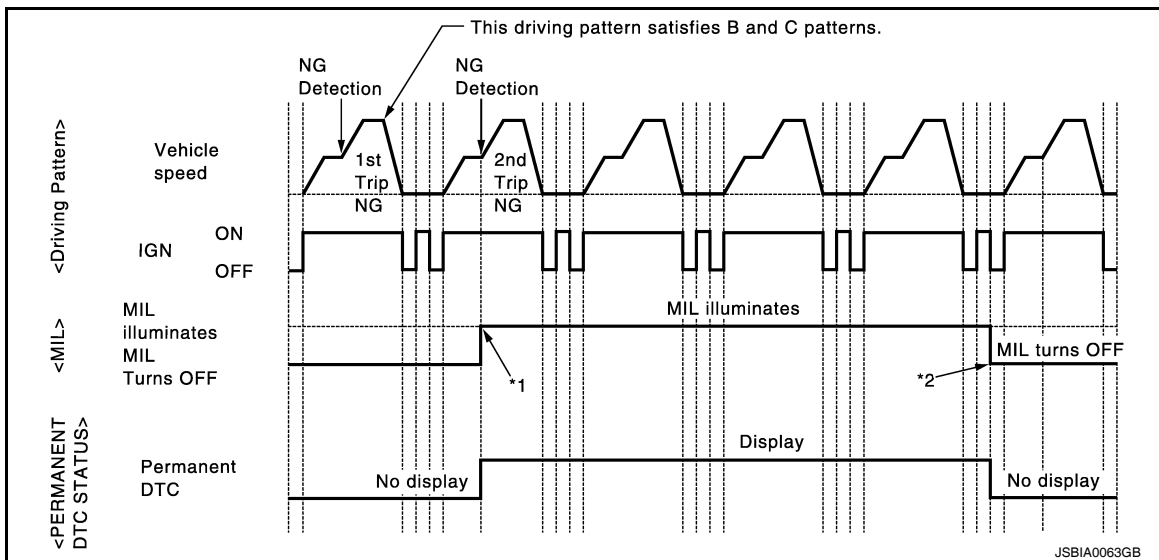 This driving pattern satisfies B and C patterns.
NG
Detection
NG
Detection
<Driving Pattern>
Vehicle
speed
1st
Trip
NG
2nd
Trip
NG
IGN
ON
OFF
<MIL>
MIL
illuminates
MIL
Turns OFF
MIL illuminates
*1
*2
MIL turns OFF
<PERMANENT
DTC STATUS>
Permanent
DTC
No display
Display
No display
JSBIA0063GB